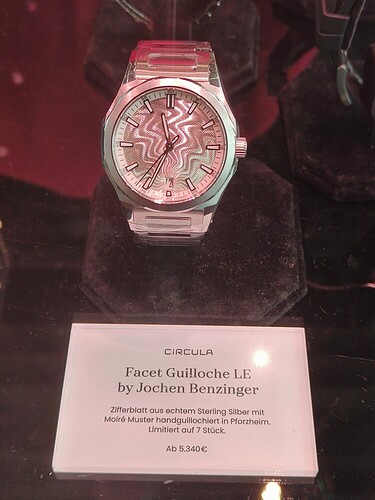 CIRCULA
Facet Guilloche LE
by Jochen Benzinger
Zifferblatt aus echtem Sterling Silber mit
Moiré Muster handguillochiert in Pforzheim.
Limitiert auf 7 Stück.
Ab 5.340€